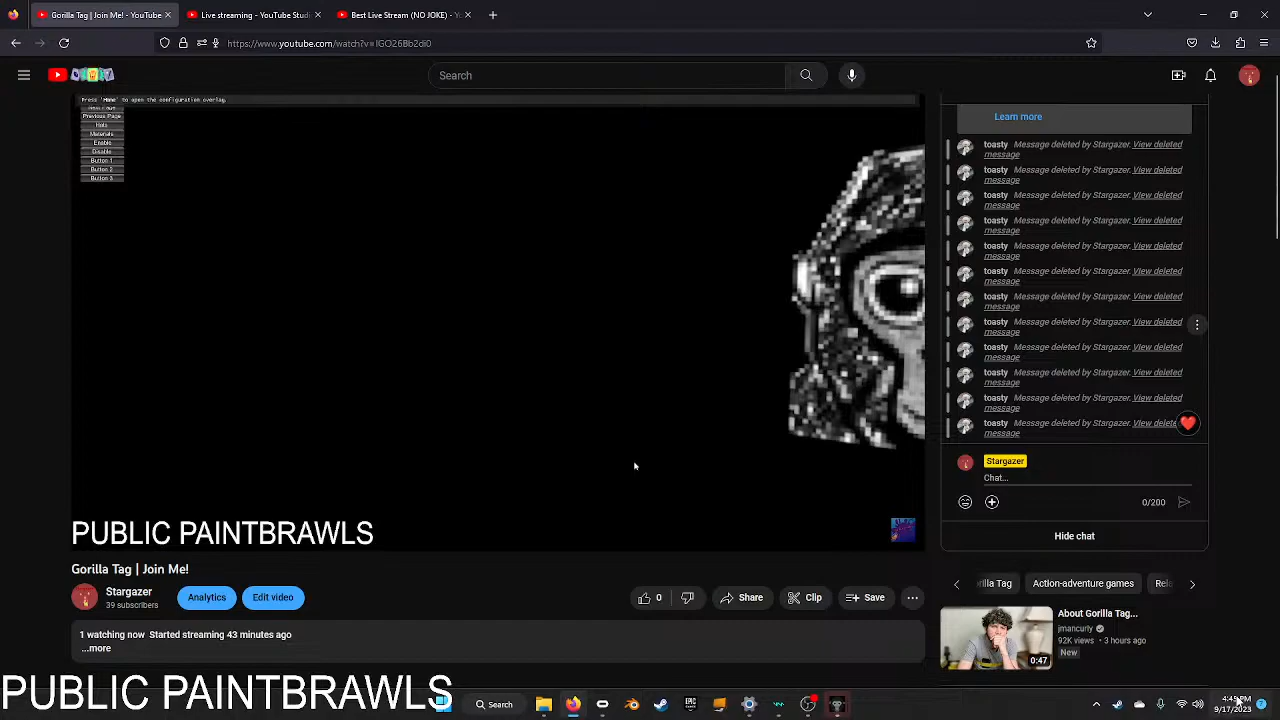 Gorilla Tag | Join Me! - YouTube
Live streaming - YouTube Studi
Best Live Stream (NO JOKE) - Y
https://www.youtube.com/watch?v=IGO26Bb2di0
Search
Press 'Home' to open the configuration overlay.
Next Page
Previous Page
Hats
Materials
Enable
Disable
Button 1
Button 2
Button 3
PUBLIC PAINTBRAWLS
Learn more
toasty Message deleted by Stargazer. View deleted
message
toasty Message deleted by Stargazer. View deleted
message
toasty Message deleted by Stargazer. View deleted
message
toasty Message deleted by Stargazer. View deleted
message
toasty Message deleted by Stargazer. View deleted
message
toasty Message deleted by Stargazer. View deleted
message
toasty Message deleted by Stargazer. View deleted
message
toasty Message deleted by Stargazer. View deleted
message
toasty Message deleted by Stargazer. View deleted
message
toasty Message deleted by Stargazer. View deleted
message
toasty Message deleted by Stargazer. View deleted
message
toasty Message deleted by Stargazer. View delete
message
Stargazer
Chat...
0/200
Hide chat
Gorilla Tag | Join Me!
Stargazer
39 subscribers
Analytics
Edit video
0
Share
Clip
Save
1 watching now Started streaming 43 minutes ago
...more
rilla Tag
Action-adventure games
Rela
About Gorilla Tag...
jmancurly
92K views • 3 hours ago
New
0:47
PUBLIC PAINTBRAWLS
Search
9/17/2023